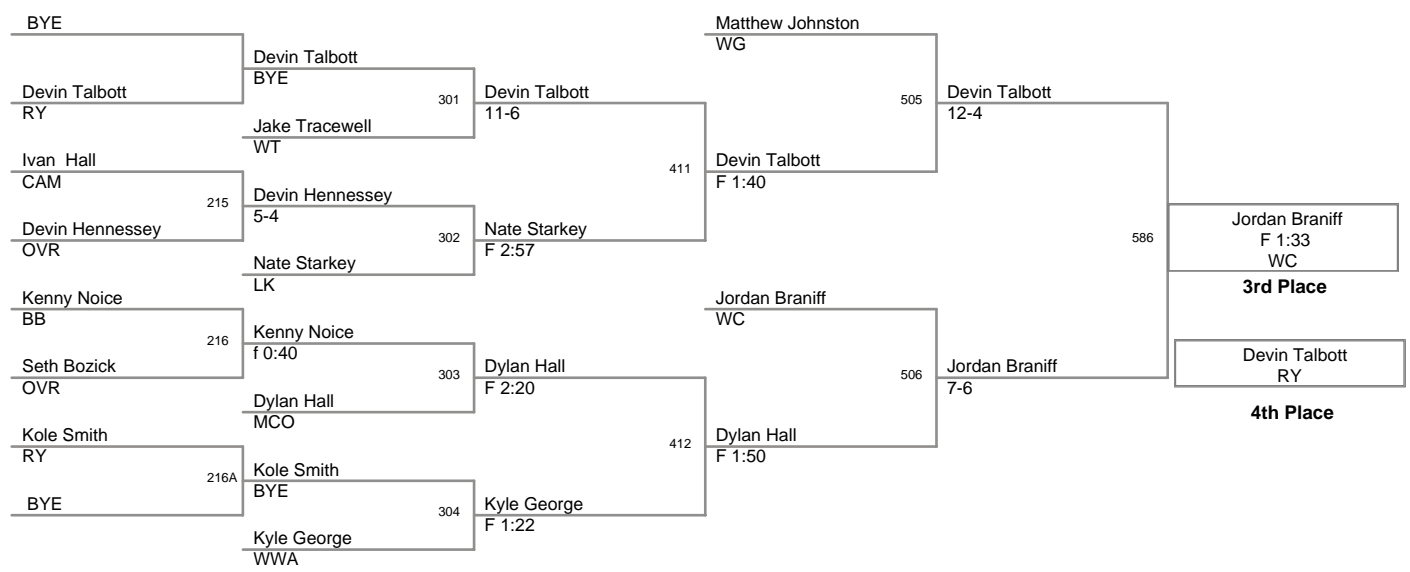 BYE
Devin Talbott
RY
Ivan Hall
CAM
215
Devin Hennessey
OVR
Kenny Noice
BB
216
Seth Bozick
OVR
Kole Smith
RY
216A
BYE
Devin Talbott
BYE
301
Jake Tracewell
WT
Devin Hennessey
5-4
302
Nate Starkey
LK
Kenny Noice
f 0:40
303
Dylan Hall
MCO
Kole Smith
BYE
304
Kyle George
WWA
Devin Talbott
11-6
411
Nate Starkey
F 2:57
Dylan Hall
F 2:20
412
Kyle George
F 1:22
Matthew Johnston
WG
505
Devin Talbott
F 1:40
Jordan Braniff
WC
506
Dylan Hall
F 1:50
Devin Talbott
12-4
586
Jordan Braniff
7-6
Jordan Braniff
F 1:33
WC
3rd Place
Devin Talbott
RY
4th Place